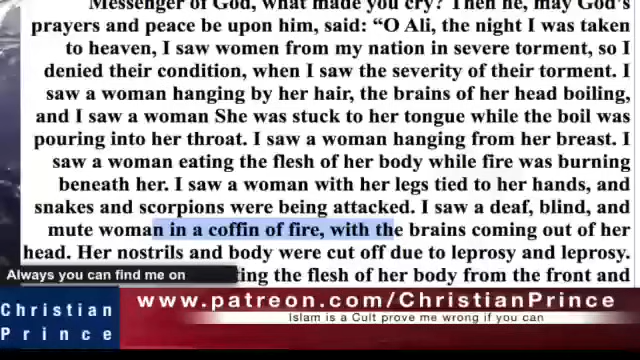 Messenger of God, what made you cry? Then he, may God's
prayers and peace be upon him, said: "O Ali, the night I was taken
to heaven, I saw women from my nation in severe torment, so I
denied their condition, when I saw the severity of their torment. I
saw a woman hanging by her hair, the brains of her head boiling,
and I saw a woman She was stuck to her tongue while the boil was
pouring into her throat. I saw a woman hanging from her breast. I
saw a woman eating the flesh of her body while fire was burning
beneath her. I saw a woman with her legs tied to her hands, and
snakes and scorpions were being attacked. I saw a deaf, blind, and
mute woman in a coffin of fire, with the brains coming out of her
head. Her nostrils and body were cut off due to leprosy and leprosy.
Always you can find me on
ting the flesh of her body from the front and
Christian
Prince
www.patreon.com/ChristianPrince
Islam is a Cult prove me wrong if you can